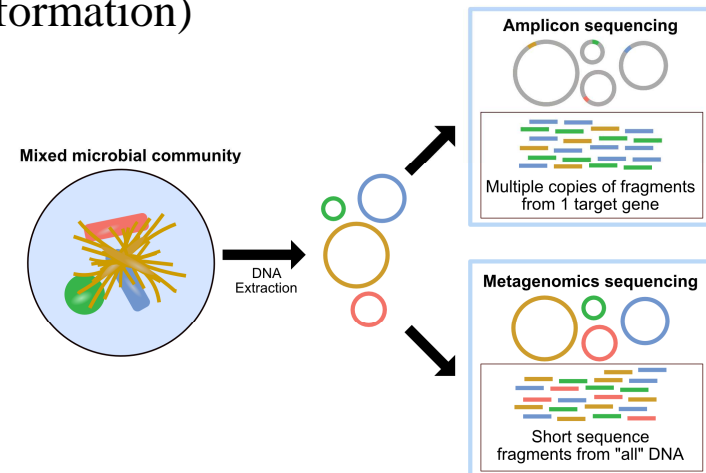 formation)
Amplicon sequencing
Mixed microbial community
Multiple copies of fragments
from 1 target gene
DNA
Extraction
Metagenomics sequencing
Short sequence
fragments from "all" DNA